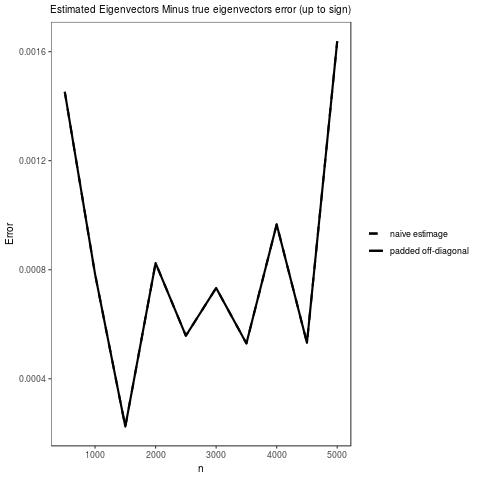 Estimated Eigenvectors Minus true eigenvectors error (up to sign)
0.0016
0.0012
0.0008
0.0004
Error
1000 2000 3000 4000 5000
n
naive estimage
padded off-diagonal